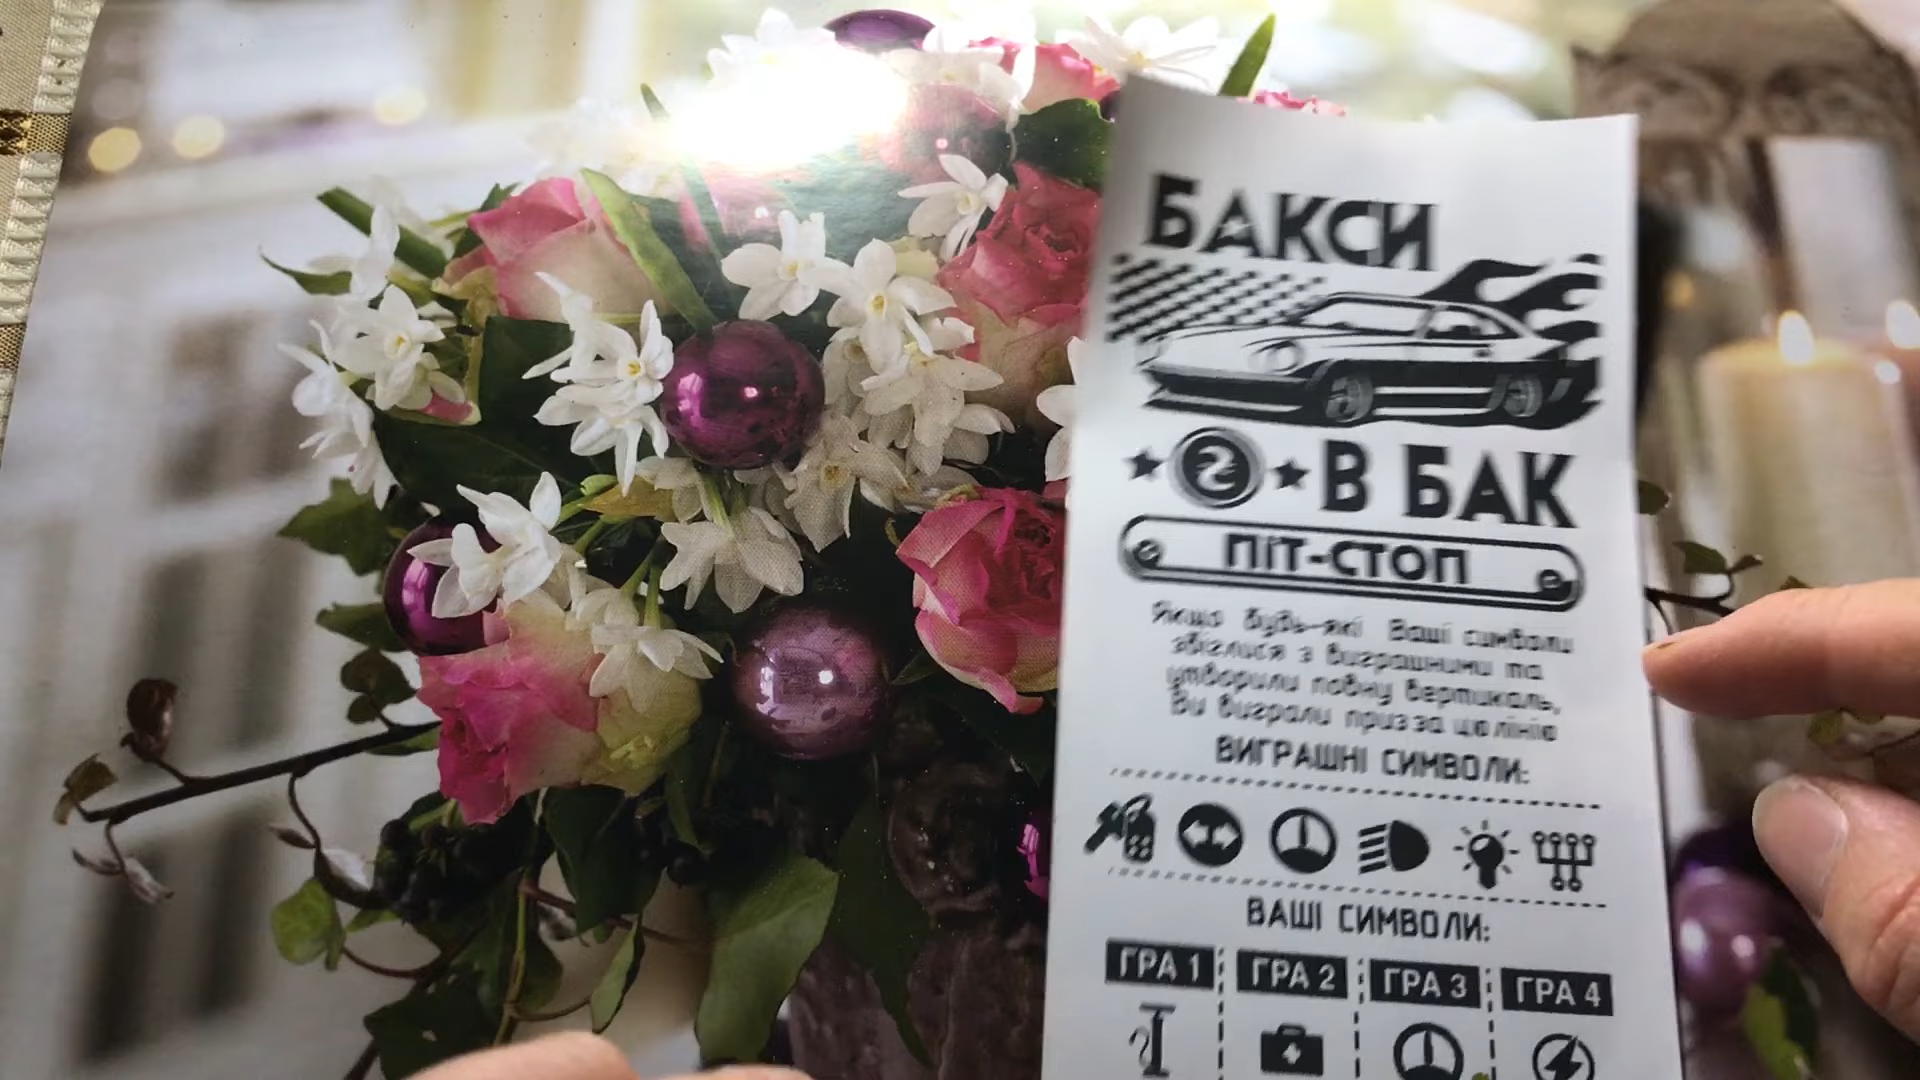 БАКСИ
В БАК
ПІТ-СТОП
Якщо будь-які Ваші символи
збіглися з виграшними та
утворили повну вертикаль,
Ви виграли приз за цю лінію
ВИГРАШНІ СИМВОЛИ:
ВАШІ СИМВОЛИ:
ГРА 1 ГРА 2 ГРА 3 ГРА 4